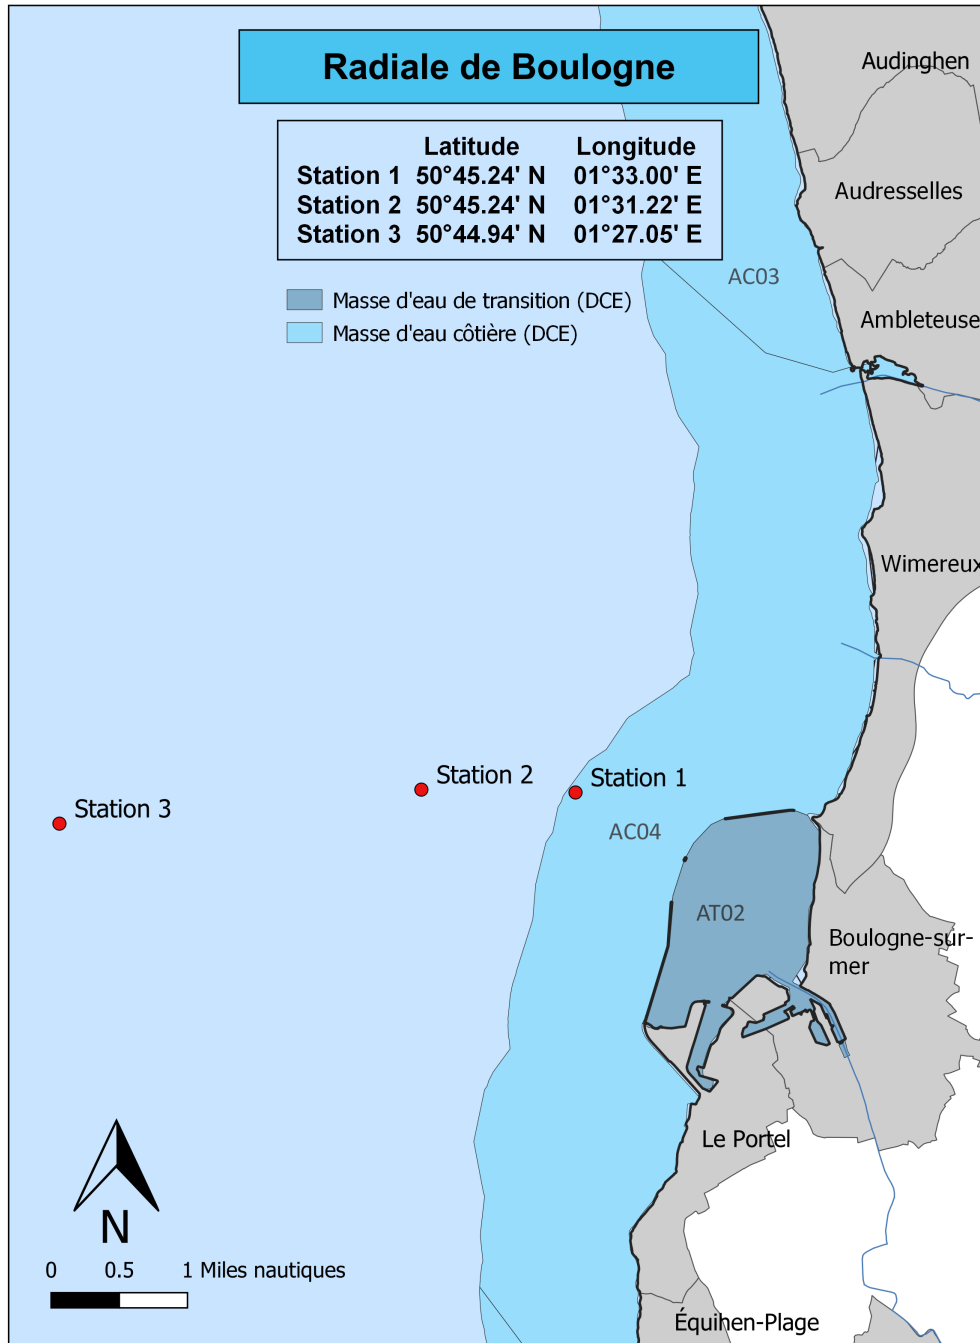 Radiale de Boulogne
Latitude Longitude
Station 1 50°45.24' N 01°33.00' E
Station 2 50°45.24' N 01°31.22' E
Station 3 50°44.94' N 01°27.05' E
Masse d'eau de transition (DCE)
Masse d'eau côtière (DCE)
Audinghen
Audresselles
AC03
Ambleteuse
Wimereux
Station 2
Station 1
Station 3
AC04
AT02
Boulogne-sur-
mer
Le Portel
N
0 0.5 1 Miles nautiques
Équihen-Plage